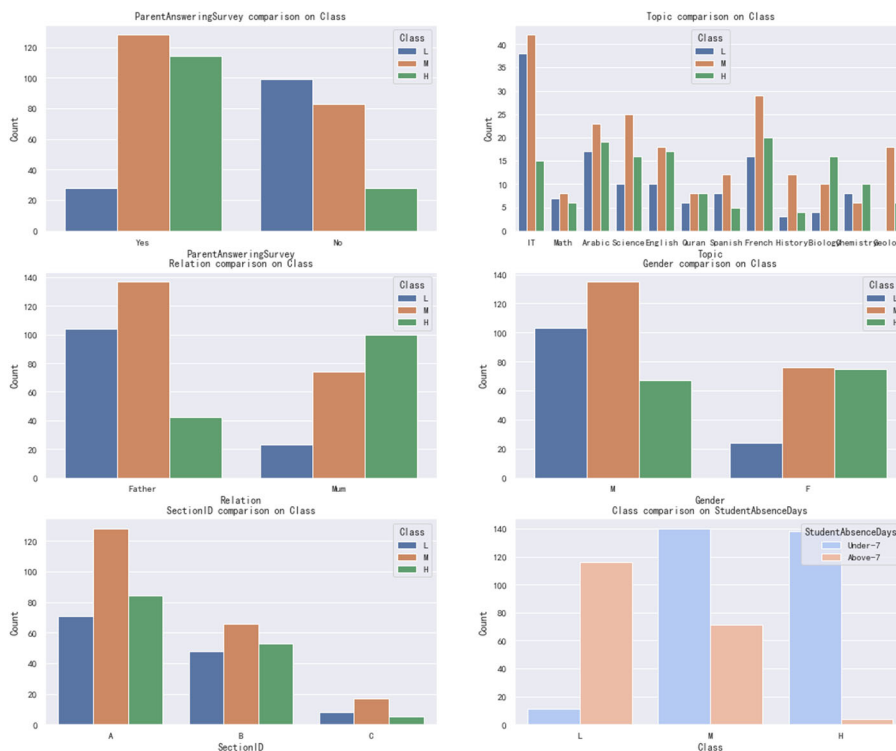 ParentAnsweringSurvey comparison on Class
Class
L
M
H
120
100
80
60
40
20
0
Count
Yes No
ParentAnsweringSurvey
Topic comparison on Class
Class
L
M
H
40
35
30
25
20
15
10
5
0
Count
IT Math Arabic Science English Quran Spanish French History Biology Chemistry
Topic
Relation comparison on Class
Class
L
M
H
140
120
100
80
60
40
20
0
Count
Father Mum
Relation
Gender comparison on Class
Class
L
M
H
140
120
100
80
60
40
20
0
Count
M F
Gender
SectionID comparison on Class
Class
L
M
H
120
100
80
60
40
20
0
Count
A B C
SectionID
Class comparison on StudentAbsenceDays
StudentAbsenceDays
Under-7
Above-7
140
120
100
80
60
40
20
0
Count
L M H
Class